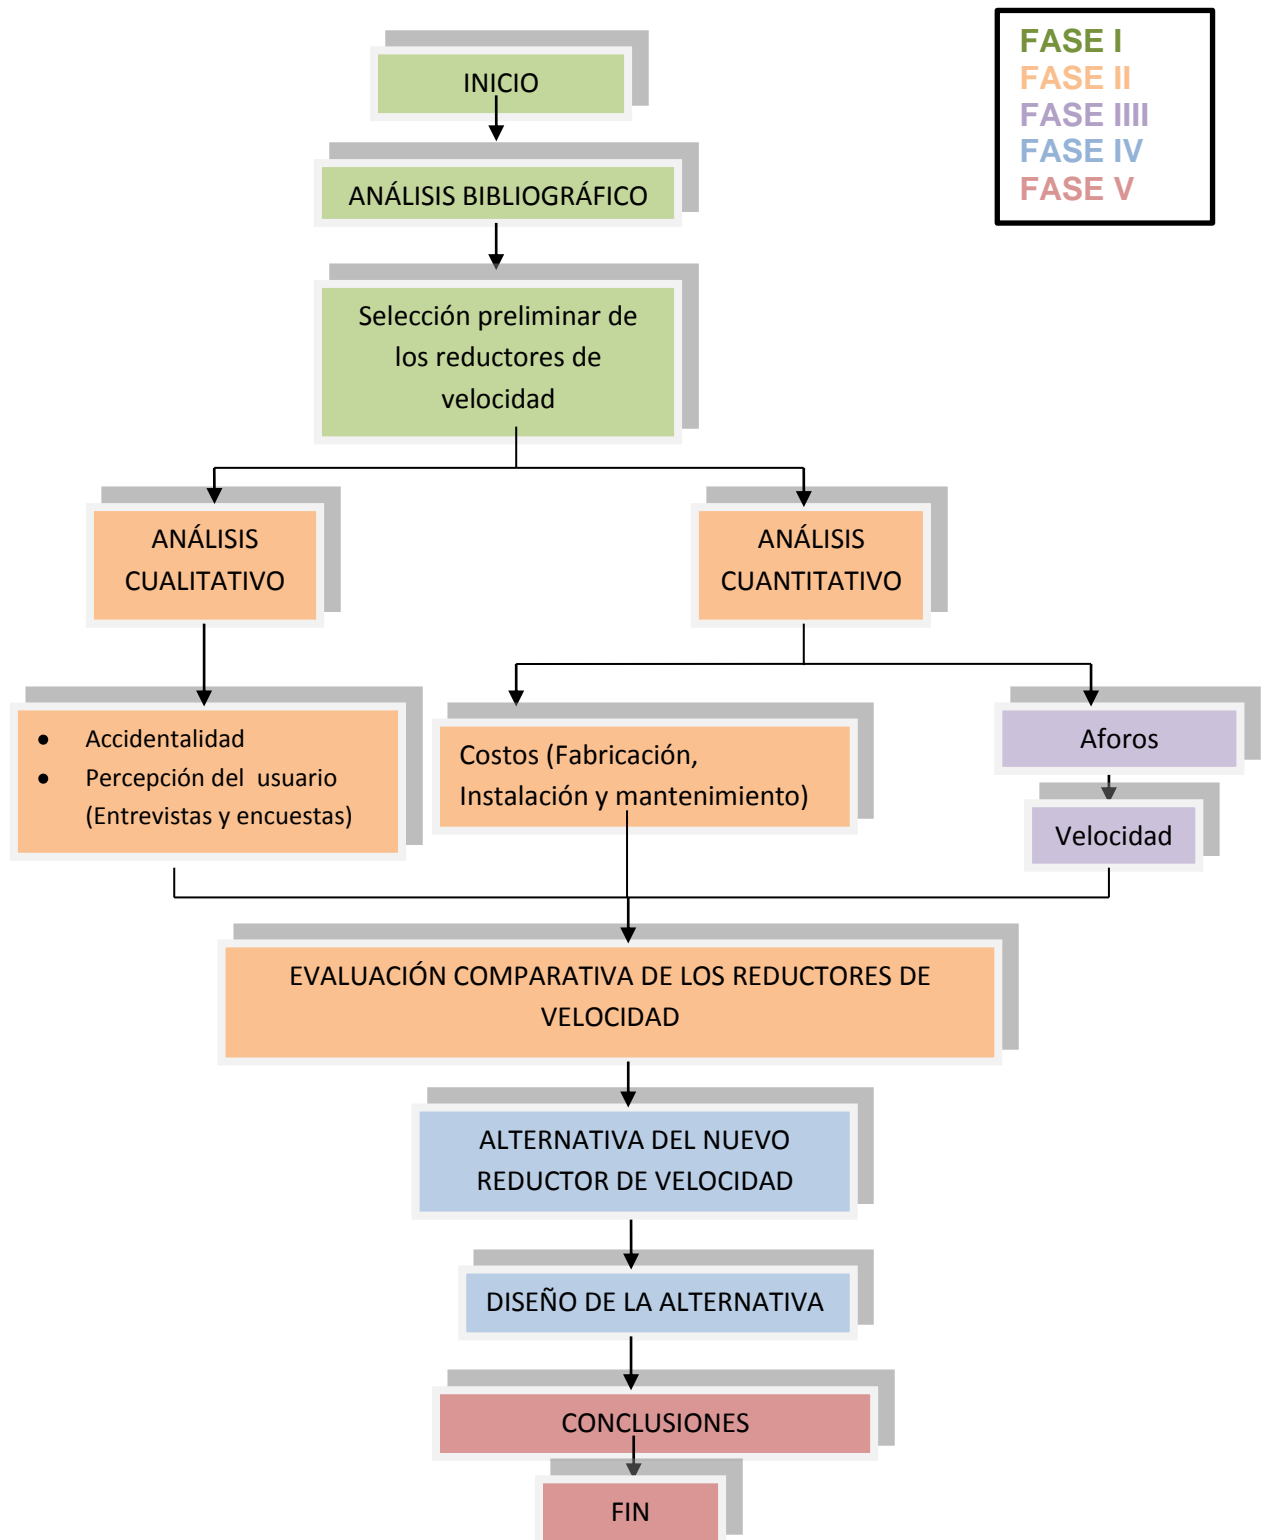 FASE I
FASE II
FASE IIII
FASE IV
FASE V
INICIO
ANÁLISIS BIBLIOGRÁFICO
Selección preliminar de
los reductores de
velocidad
ANÁLISIS
CUALITATIVO
ANÁLISIS
CUANTITATIVO
• Accidentalidad
• Percepción del usuario
(Entrevistas y encuestas)
Costos (Fabricación,
Instalación y mantenimiento)
Aforos
Velocidad
EVALUACIÓN COMPARATIVA DE LOS REDUCTORES DE
VELOCIDAD
ALTERNATIVA DEL NUEVO
REDUCTOR DE VELOCIDAD
DISEÑO DE LA ALTERNATIVA
CONCLUSIONES
FIN